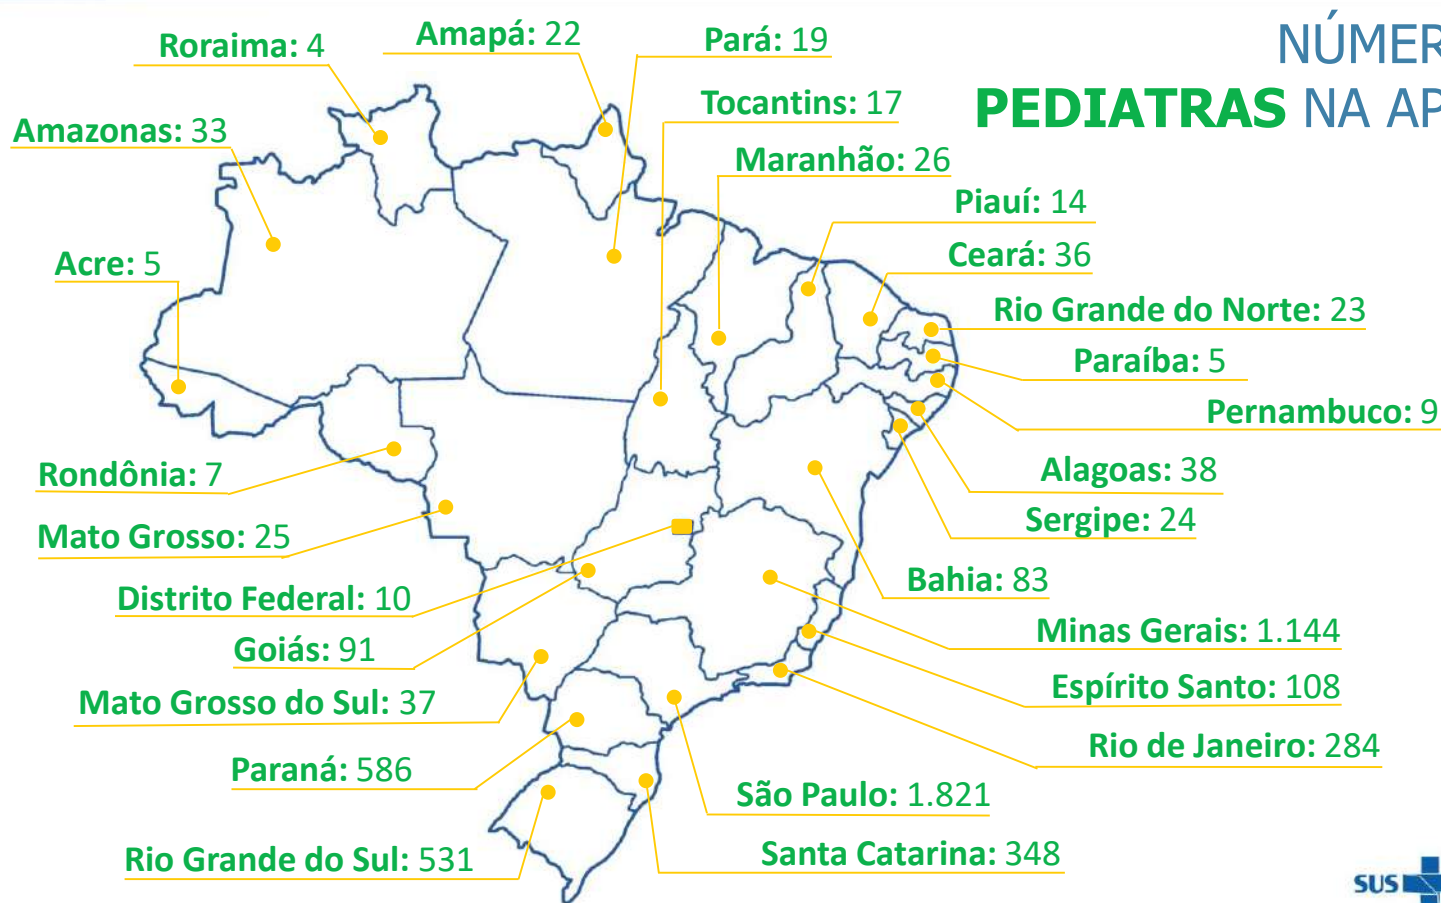 NÚMER
PEDIATRAS NA AP
Roraima: 4
Amapá: 22
Pará: 19
Amazonas: 33
Tocantins: 17
Maranhão: 26
Piauí: 14
Acre: 5
Ceará: 36
Rio Grande do Norte: 23
Paraíba: 5
Pernambuco: 9
Rondônia: 7
Alagoas: 38
Mato Grosso: 25
Sergipe: 24
Distrito Federal: 10
Bahia: 83
Goiás: 91
Minas Gerais: 1.144
Mato Grosso do Sul: 37
Espírito Santo: 108
Paraná: 586
Rio de Janeiro: 284
São Paulo: 1.821
Rio Grande do Sul: 531
Santa Catarina: 348
SUS